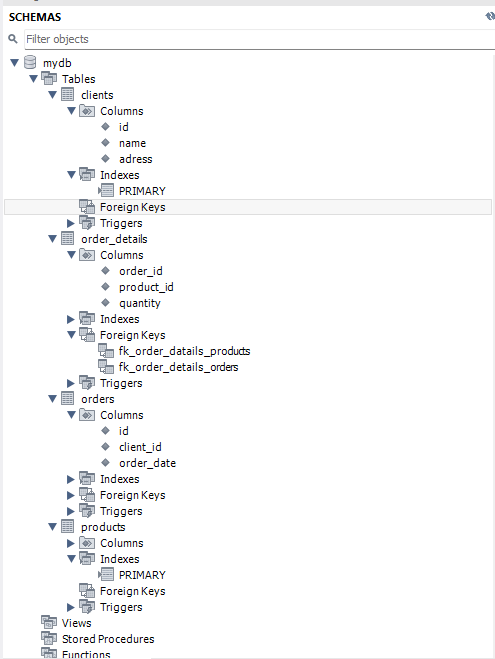 SCHEMAS
Filter objects
mydb
Tables
clients
Columns
id
name
adress
Indexes
PRIMARY
Foreign Keys
Triggers
order_details
Columns
order_id
product_id
quantity
Indexes
Foreign Keys
fk_order_datails_products
fk_order_details_orders
Triggers
orders
Columns
id
client_id
order_date
Indexes
Foreign Keys
Triggers
products
Columns
Indexes
PRIMARY
Foreign Keys
Triggers
Views
Stored Procedures
Functions